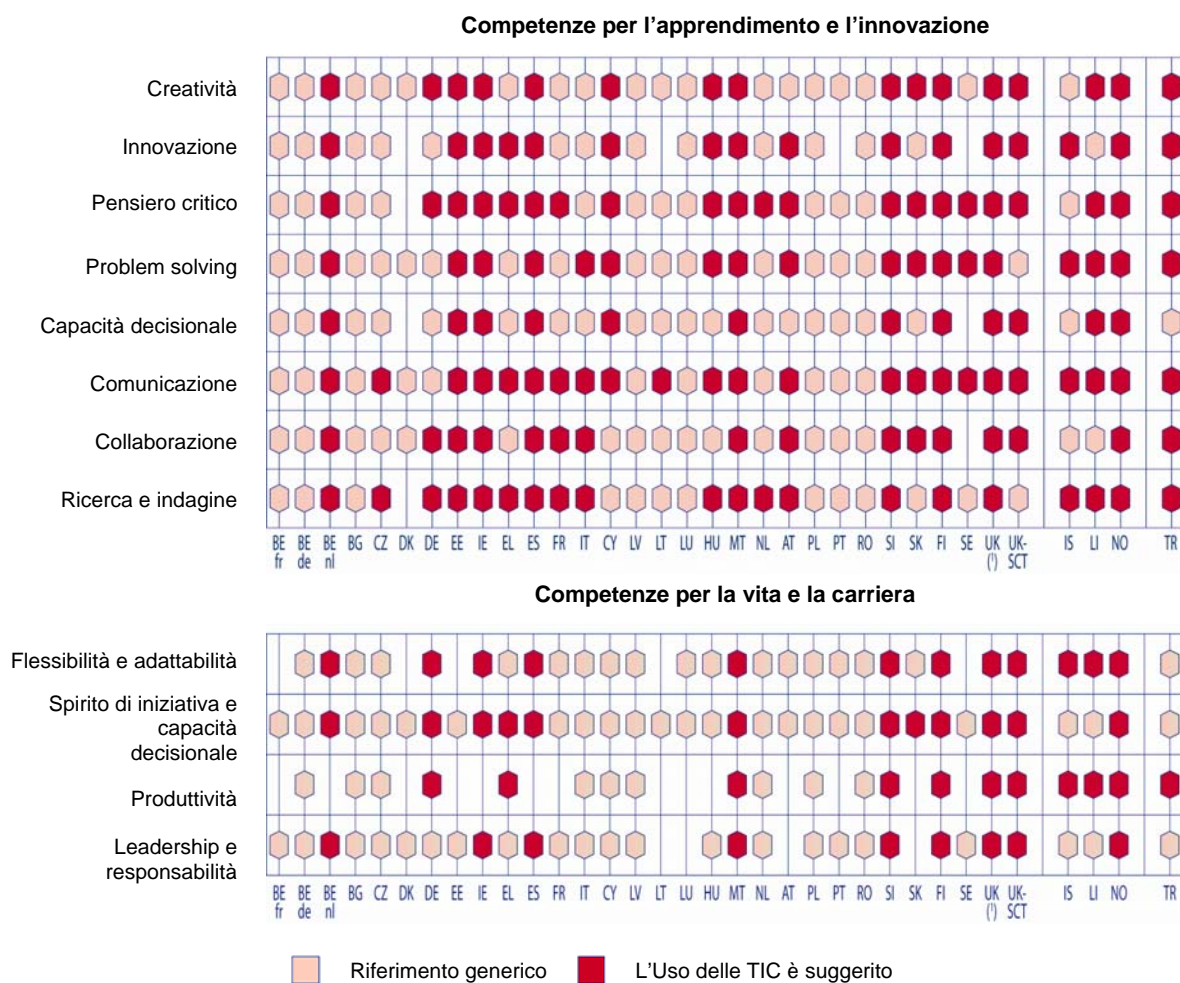 Competenze per l’apprendimento e l’innovazione
Creatività
Innovazione
Pensiero critico
Problem solving
Capacità decisionale
Comunicazione
Collaborazione
Ricerca e indagine
BE fr BE de BE nl BG CZ DK DE EE IE EL ES FR IT CY LV LT LU HU MT NL AT PL PT RO SI SK FI SE UK (¹) UK-SCT IS LI NO TR
Competenze per la vita e la carriera
Flessibilità e adattabilità
Spirito di iniziativa e
capacità
decisionale
Produttività
Leadership e
responsabilità
BE fr BE de BE nl BG CZ DK DE EE IE EL ES FR IT CY LV LT LU HU MT NL AT PL PT RO SI SK FI SE UK (¹) UK-SCT IS LI NO TR
Riferimento generico L’Uso delle TIC è suggerito